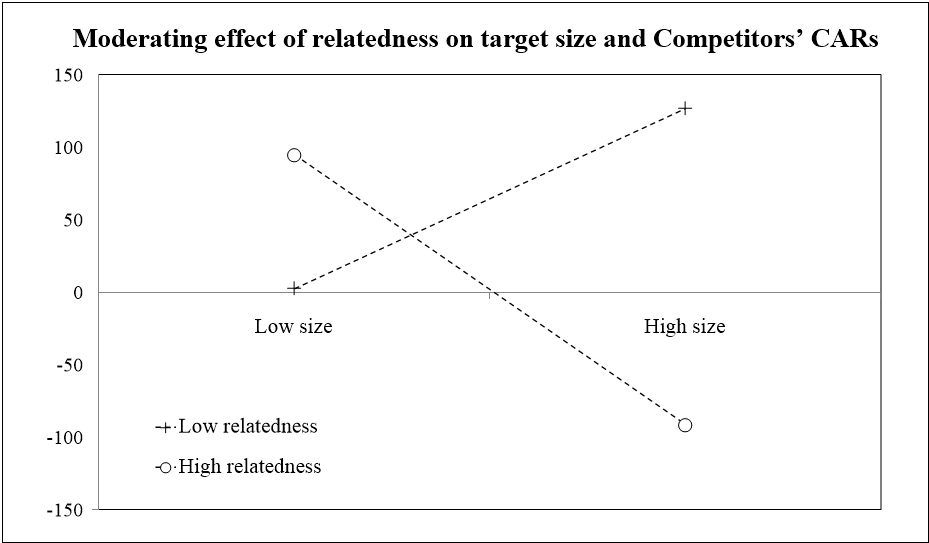 Moderating effect of relatedness on target size and Competitors’ CARs
150
100
50
0
Low size
High size
-50
-100
-150
Low relatedness
High relatedness